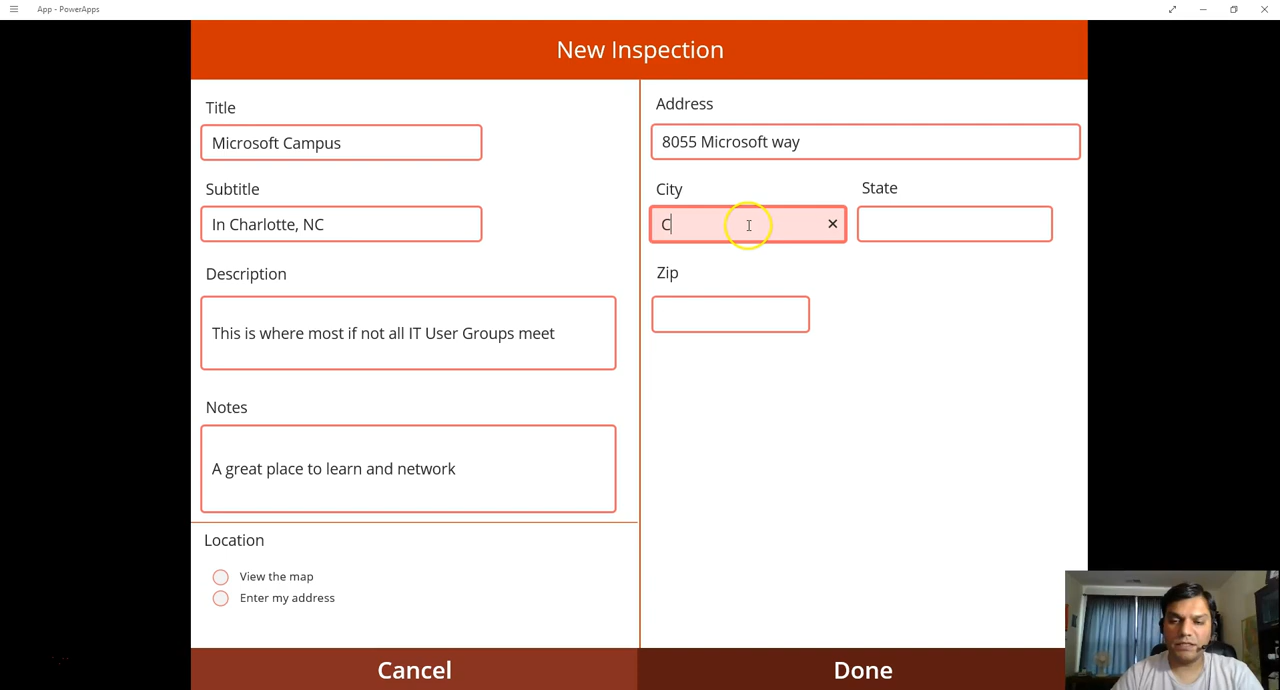 App - PowerApps
New Inspection
Title
Microsoft Campus
Subtitle
In Charlotte, NC
Description
This is where most if not all IT User Groups meet
Notes
A great place to learn and network
Location
View the map
Enter my address
Address
8055 Microsoft way
City
State
C
Zip
Cancel
Done